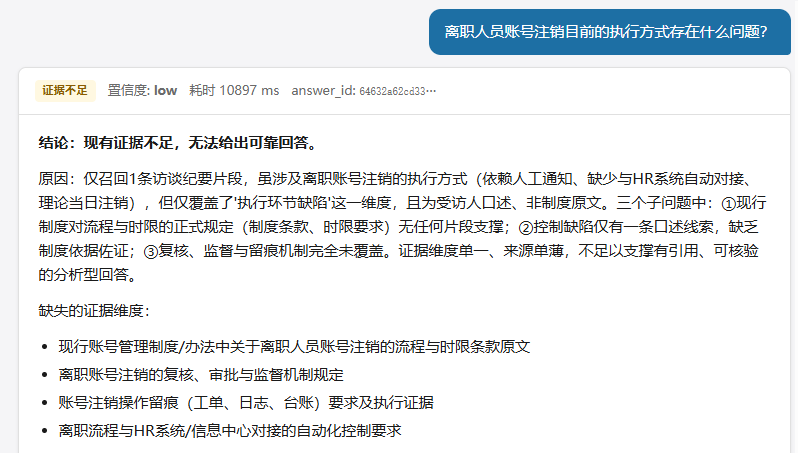 离职人员账号注销目前的执行方式存在什么问题?
证据不足 置信度: low 耗时 10897 ms answer_id: 64632a62cd33…
结论：现有证据不足，无法给出可靠回答。
原因：仅召回1条访谈纪要片段，虽涉及离职账号注销的执行方式（依赖人工通知、缺少与HR系统自动对接、
理论当日注销），但仅覆盖了'执行环节缺陷'这一维度，且为受访人口述、非制度原文。三个子问题中：①现行
制度对流程与时限的正式规定（制度条款、时限要求）无任何片段支撑；②控制缺陷仅有一条口述线索，缺乏
制度依据佐证；③复核、监督与留痕机制完全未覆盖。证据维度单一、来源单薄，不足以支撑有引用、可核验
的分析型回答。
缺失的证据维度：
• 现行账号管理制度/办法中关于离职人员账号注销的流程与时限条款原文
• 离职账号注销的复核、审批与监督机制规定
• 账号注销操作留痕（工单、日志、台账）要求及执行证据
• 离职流程与HR系统/信息中心对接的自动化控制要求